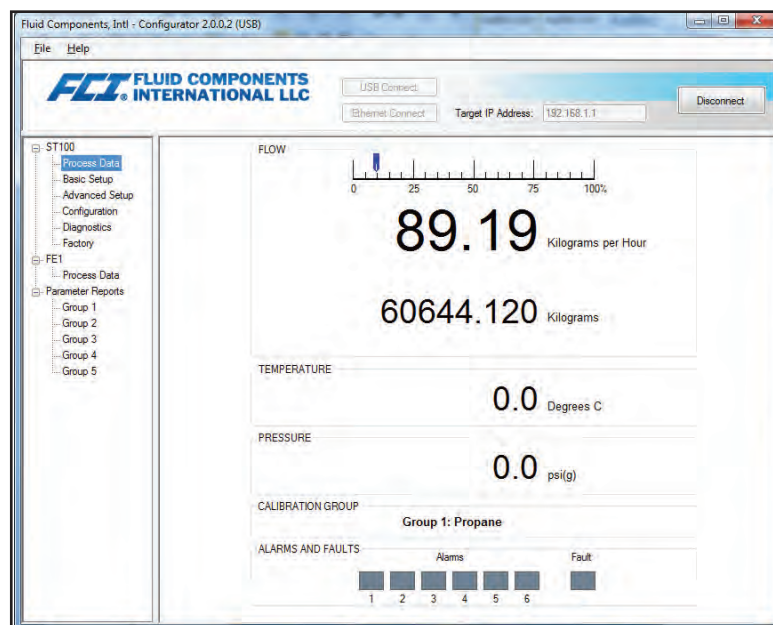 Fluid Components, Intl - Configurator 2.0.0.2 (USB)
File Help
FCI® FLUID COMPONENTS
INTERNATIONAL LLC
USB Connect
Ethernet Connect Target IP Address: 192.168.1.1
Disconnect
ST100
Process Data
Basic Setup
Advanced Setup
Configuration
Diagnostics
Factory
FE1
Process Data
Parameter Reports
Group 1
Group 2
Group 3
Group 4
Group 5
FLOW
0 25 50 75 100%
89.19 Kilograms per Hour
60644.120 Kilograms
TEMPERATURE
0.0 Degrees C
PRESSURE
0.0 psi(g)
CALIBRATION GROUP
Group 1: Propane
ALARMS AND FAULTS
Alarms Fault
1 2 3 4 5 6